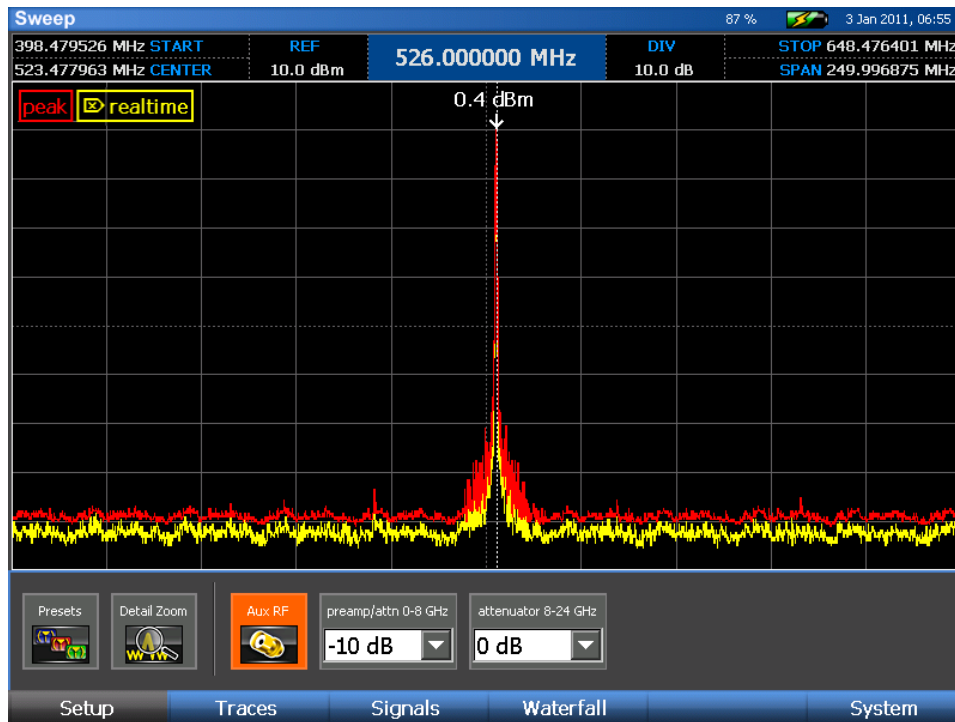 Sweep 87 % 3 Jan 2011, 06:55
398.479526 MHz START REF 526.000000 MHz DIV STOP 648.476401 MHz
523.477963 MHz CENTER 10.0 dBm 10.0 dB SPAN 249.996875 MHz
peak realtime 0.4 dBm
Presets Detail Zoom Aux RF preamp/attn 0-8 GHz attenuator 8-24 GHz
-10 dB 0 dB
Setup Traces Signals Waterfall System